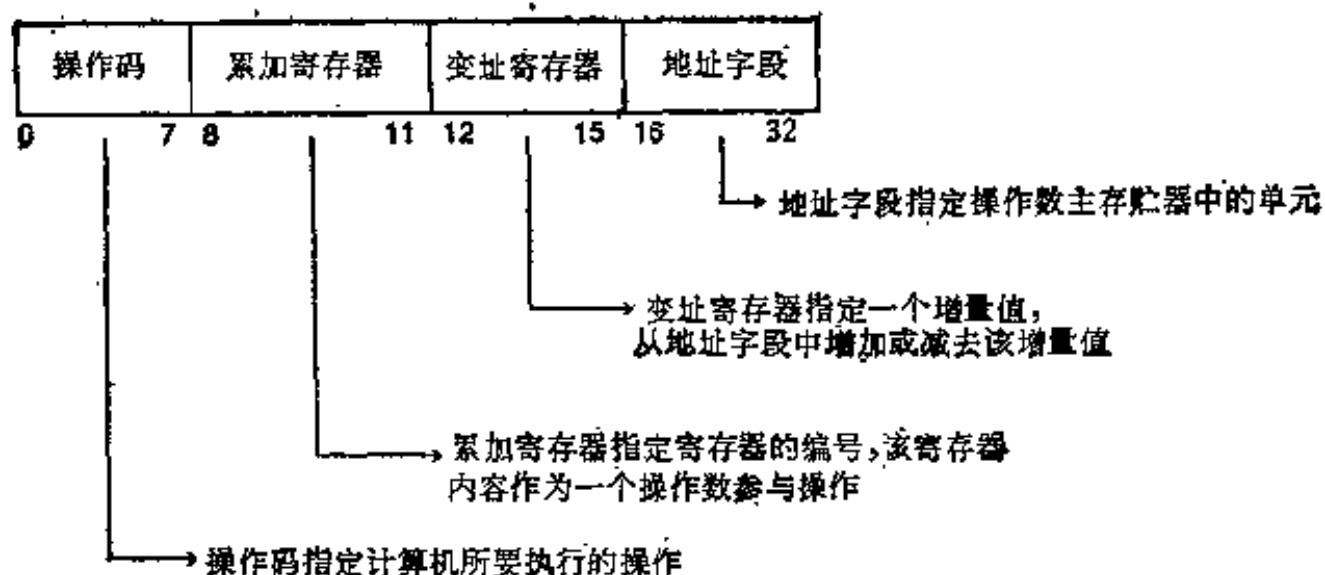 操作码 累加寄存器 变址寄存器 地址字段
0 7 8 11 12 15 16 32
地址字段指定操作数主存贮器中的单元
变址寄存器指定一个增量值,
从地址字段中增加或减去该增量值
累加寄存器指定寄存器的编号,该寄存器
内容作为一个操作数参与操作
操作码指定计算机所要执行的操作